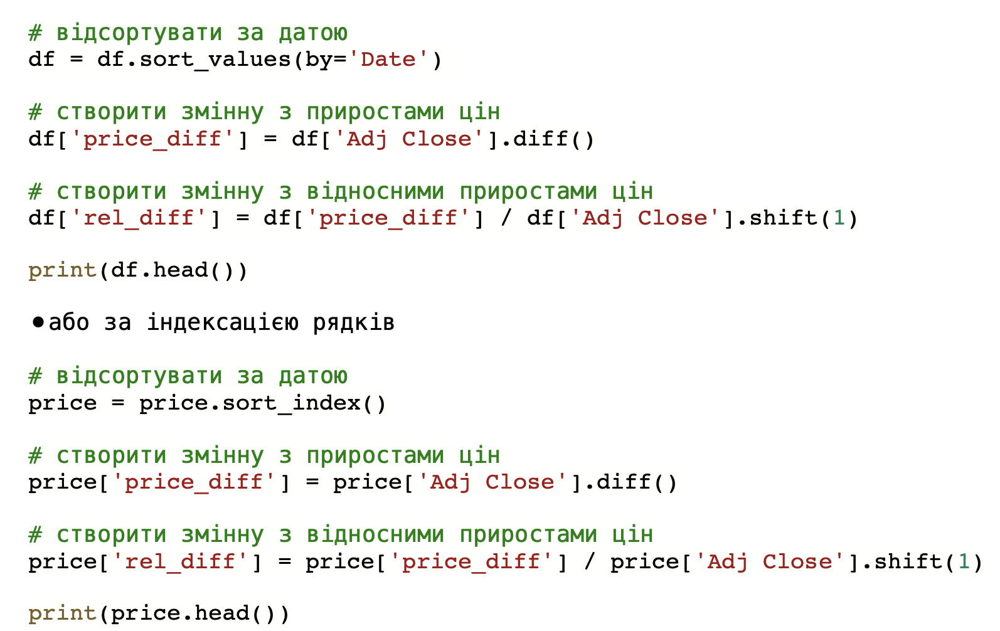 # відсортувати за датою
df = df.sort_values(by='Date')
# створити змінну з приростами цін
df['price_diff'] = df['Adj Close'].diff()
# створити змінну з відносними приростами цін
df['rel_diff'] = df['price_diff'] / df['Adj Close'].shift(1)
print(df.head())
●або за індексацією рядків
# відсортувати за датою
price = price.sort_index()
# створити змінну з приростами цін
price['price_diff'] = price['Adj Close'].diff()
# створити змінну з відносними приростами цін
price['rel_diff'] = price['price_diff'] / price['Adj Close'].shift(1)
print(price.head())